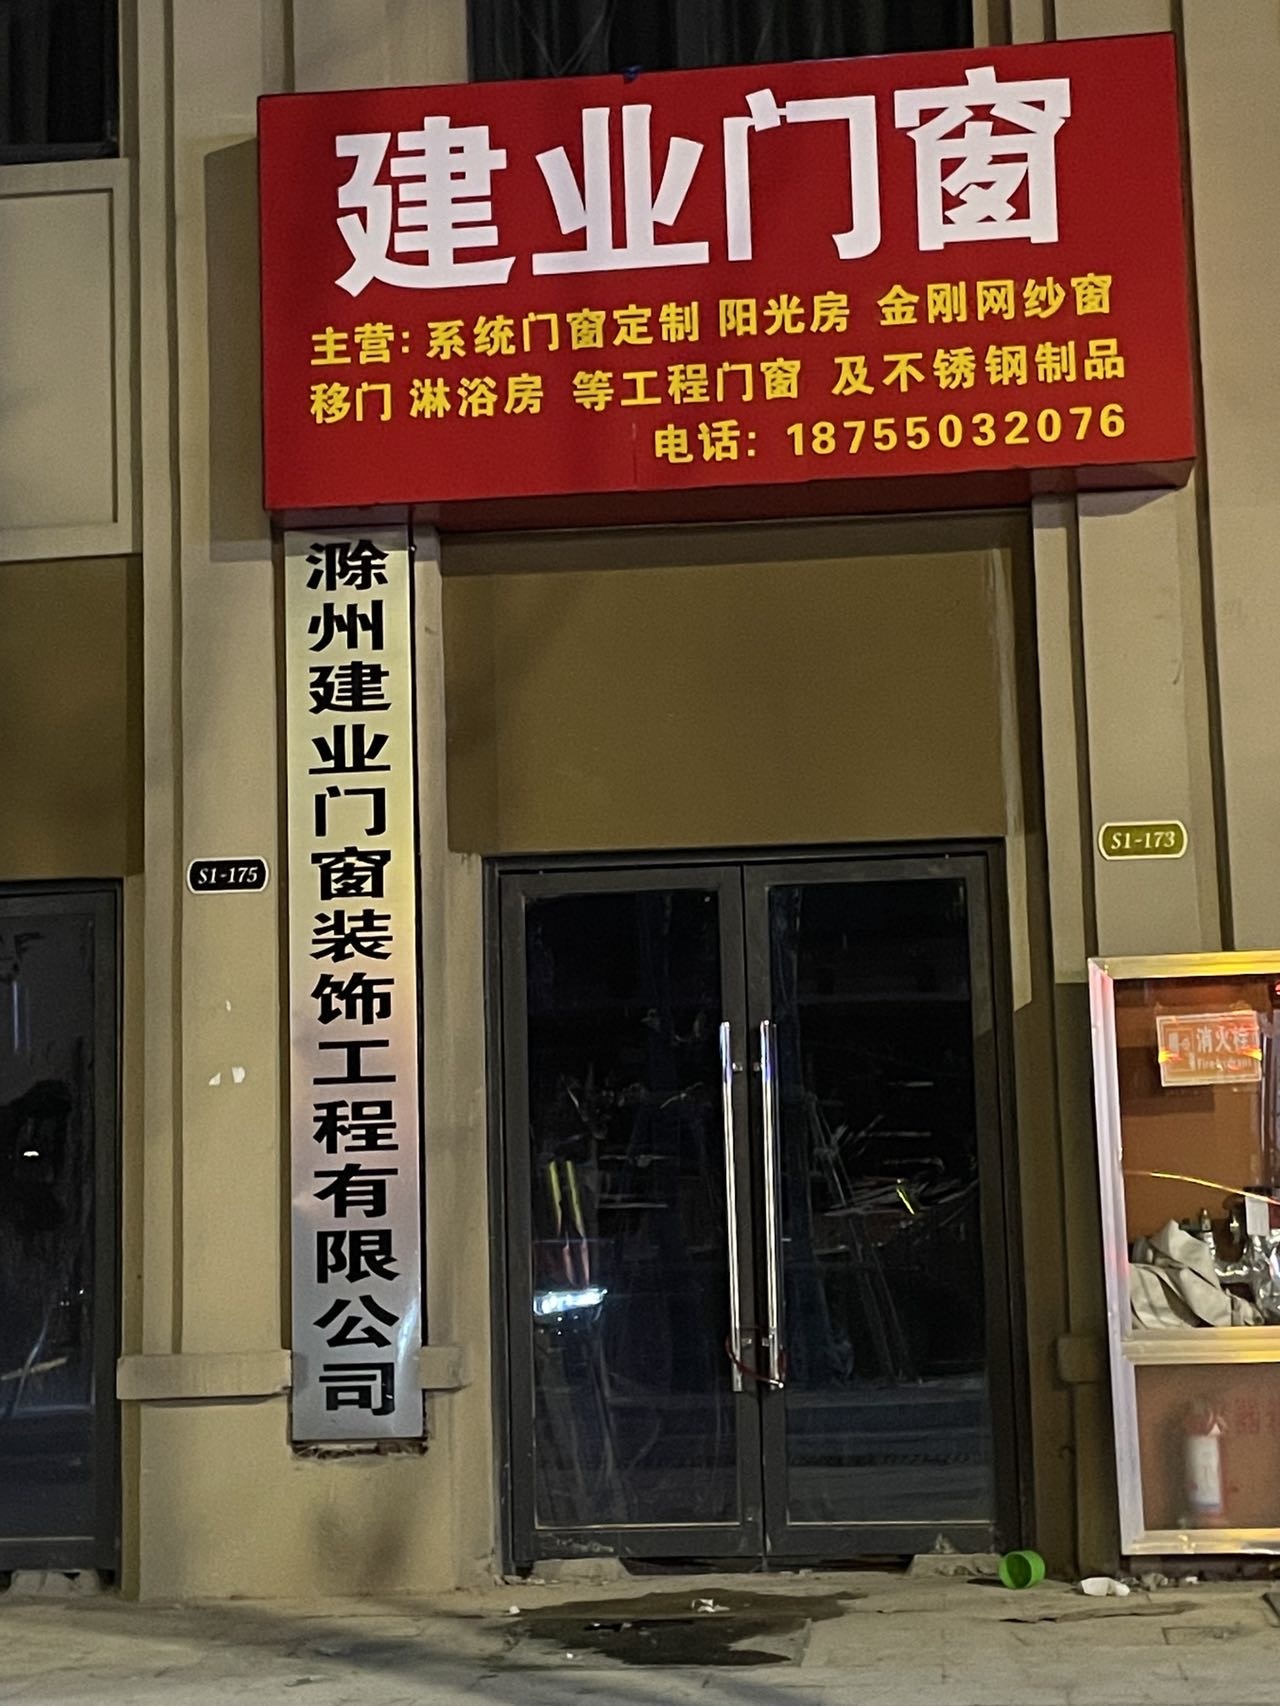 建业门窗
主营：系统门窗定制 阳光房 金刚网纱窗
移门 淋浴房 等工程门窗 及不锈钢制品
电话：18755032076
滁州建业门窗装饰工程有限公司
S1-175
S1-173
消火栓
Fire hydrant